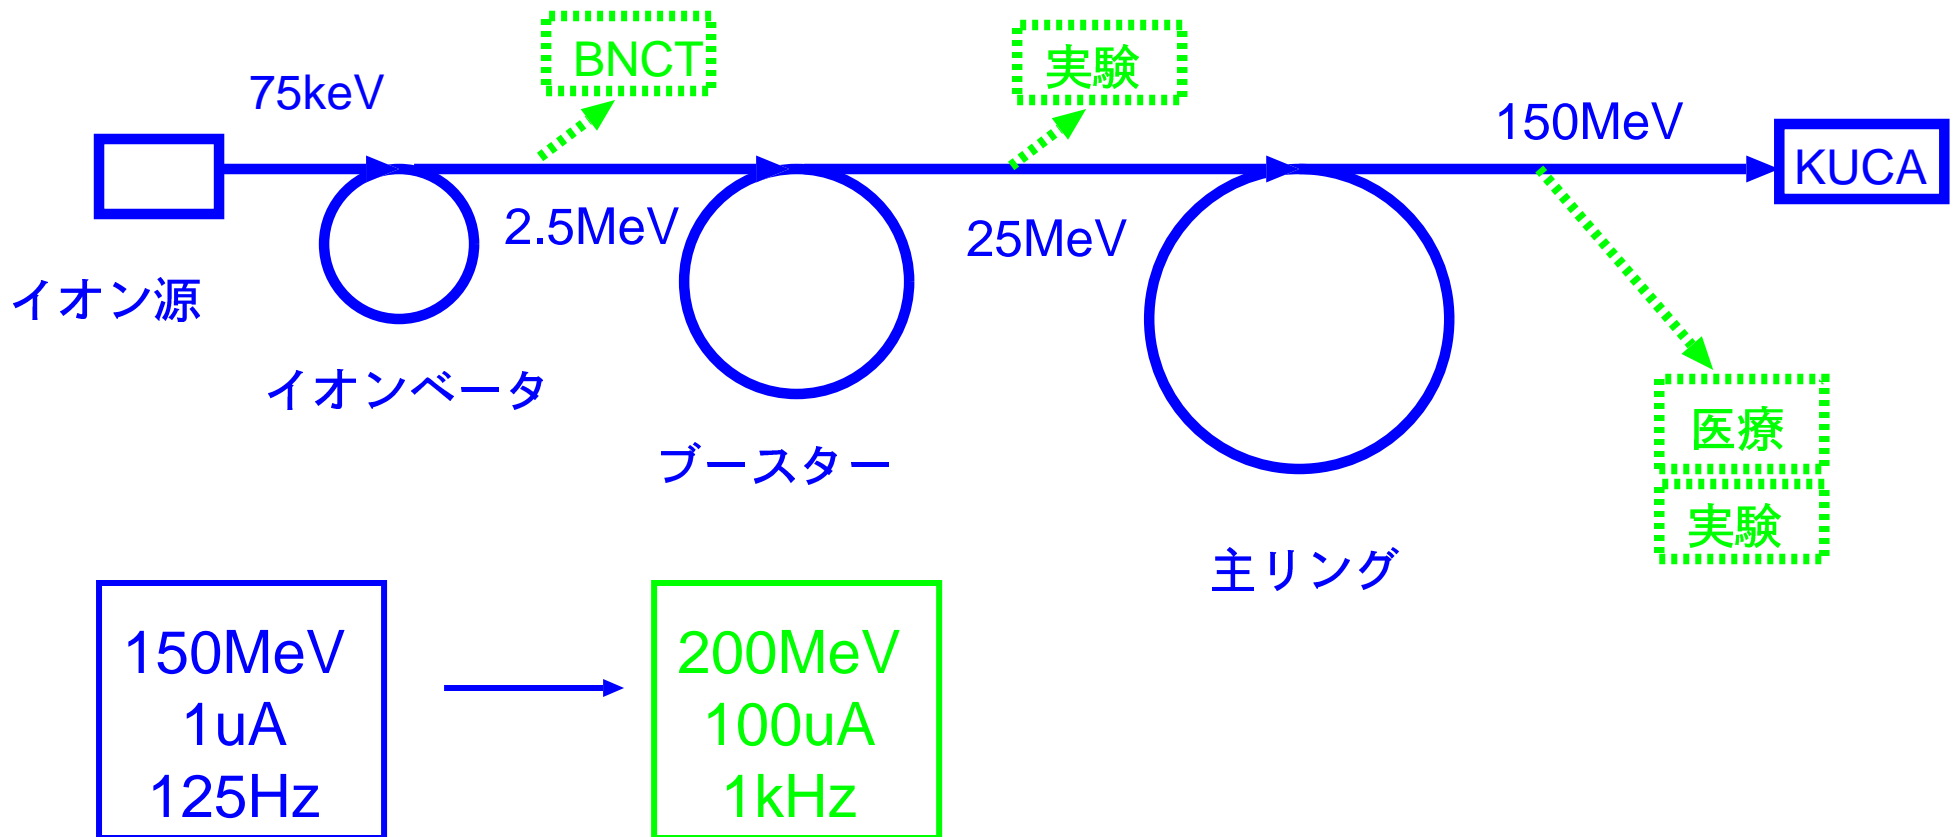 BNCT
実験
75keV
150MeV
KUCA
2.5MeV
25MeV
イオン源
イオンベータ
ブースター
医療
実験
主リング
150MeV
1uA
125Hz
200MeV
100uA
1kHz